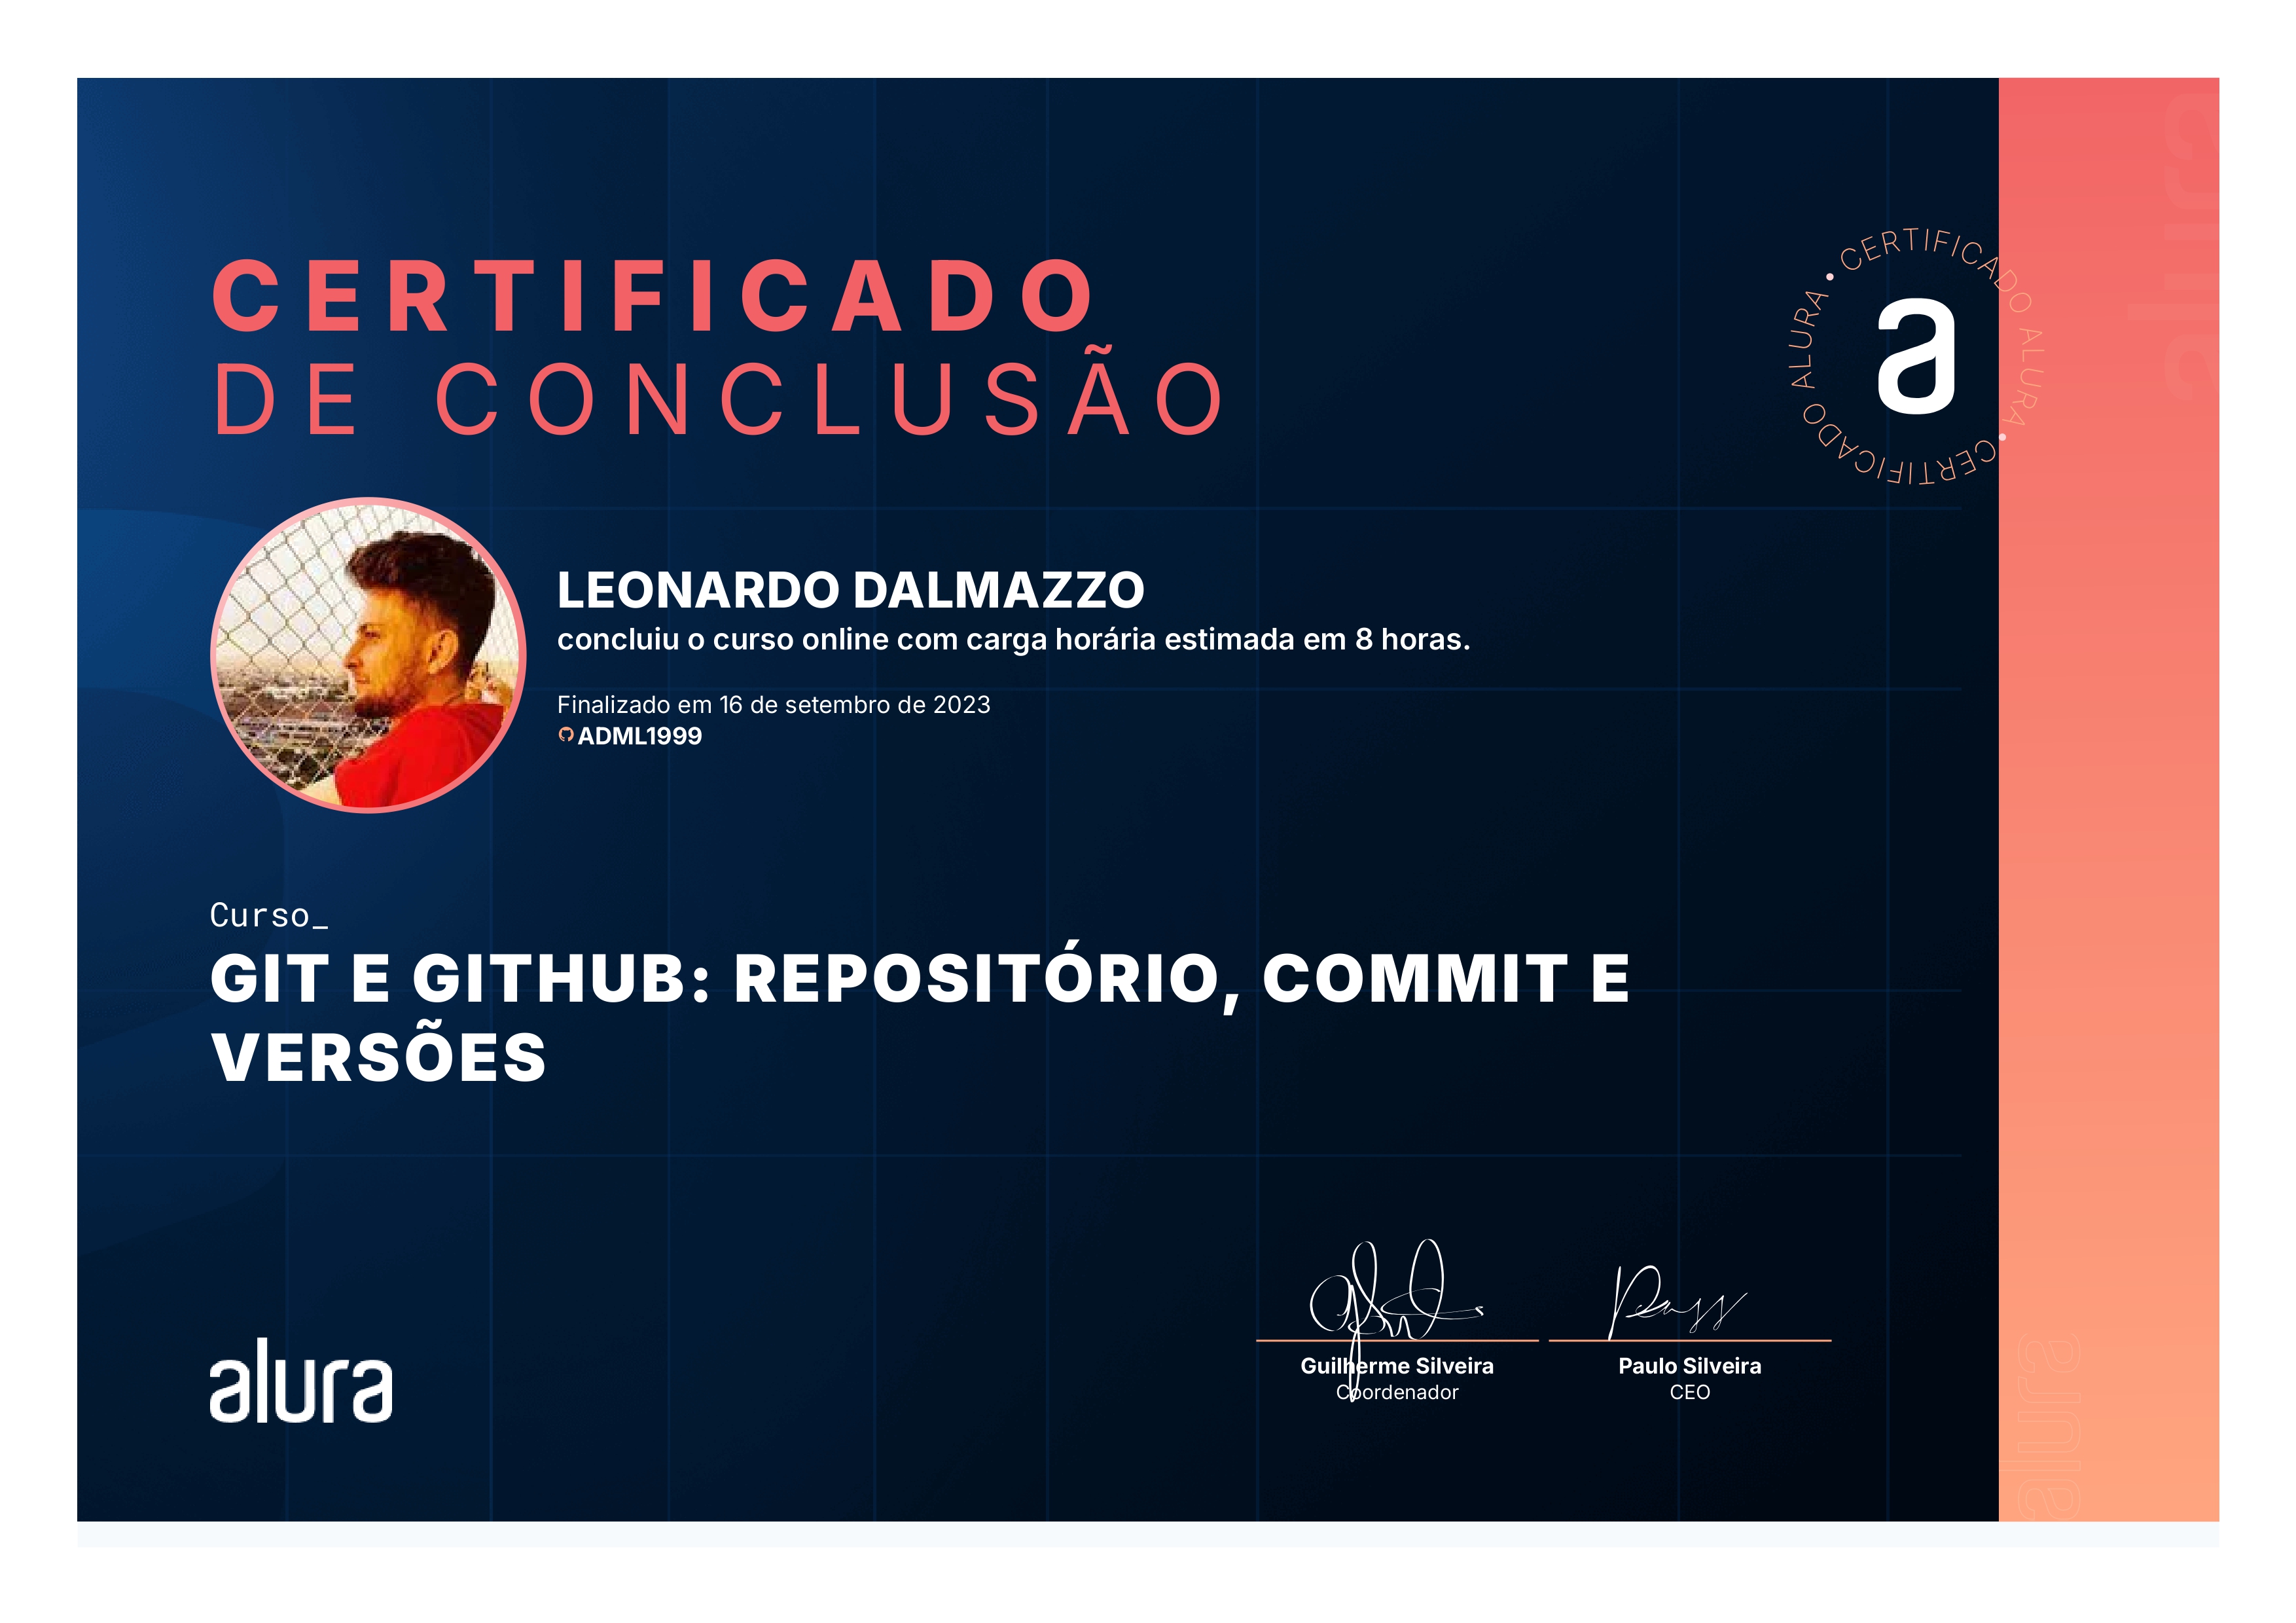 CERTIFICADO
DE CONCLUSÃO
CERTIFICADO ALURA • CERTIFICADO ALURA •
a
LEONARDO DALMAZZO
concluiu o curso online com carga horária estimada em 8 horas.
Finalizado em 16 de setembro de 2023
ADML1999
Curso_
GIT E GITHUB: REPOSITÓRIO, COMMIT E
VERSÕES
alura
Guilherme Silveira
Coordenador
Paulo Silveira
CEO
alura
alura